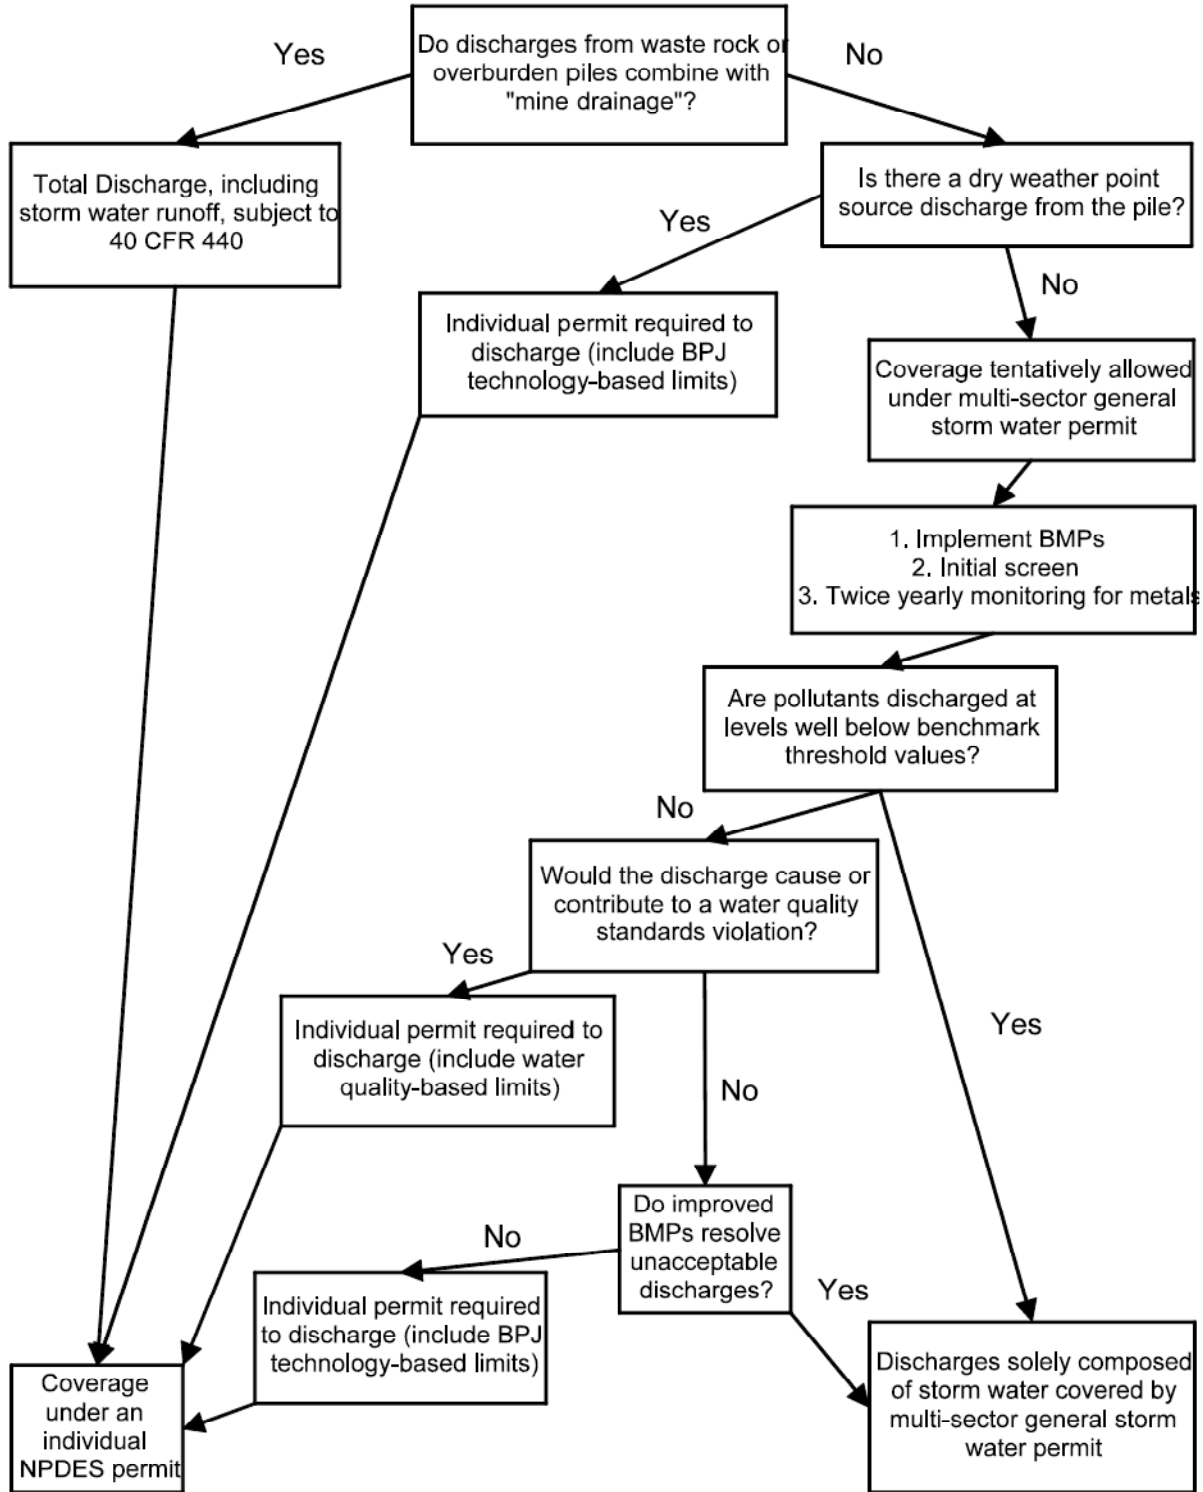 Do discharges from waste rock or
overburden piles combine with
"mine drainage"?
Yes
No
Total Discharge, including
storm water runoff, subject to
40 CFR 440
Is there a dry weather point
source discharge from the pile?
Yes
No
Individual permit required to
discharge (include BPJ
technology-based limits)
Coverage tentatively allowed
under multi-sector general
storm water permit
1. Implement BMPs
2. Initial screen
3. Twice yearly monitoring for metals
Are pollutants discharged at
levels well below benchmark
threshold values?
No
Yes
Would the discharge cause or
contribute to a water quality
standards violation?
Yes
No
Individual permit required to
discharge (include water
quality-based limits)
Do improved
BMPs resolve
unacceptable
discharges?
No
Yes
Individual permit required
to discharge (include BPJ
technology-based limits)
Coverage
under an
individual
NPDES permit
Discharges solely composed
of storm water covered by
multi-sector general storm
water permit